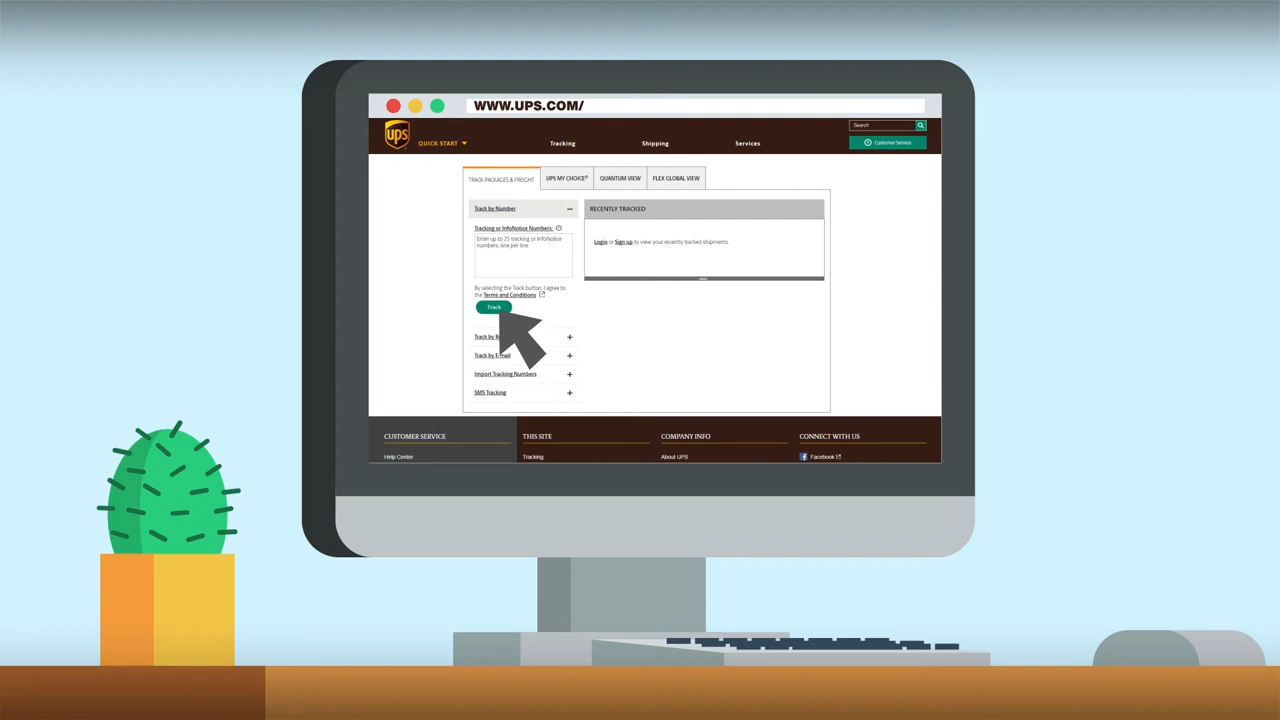 WWW.UPS.COM/
Search
ups
QUICK START
Tracking
Shipping
Services
Customer Service
TRACK PACKAGES & FREIGHT
UPS MY CHOICE®
QUANTUM VIEW
FLEX GLOBAL VIEW
Track by Number
RECENTLY TRACKED
Tracking or InfoNotice Numbers:
Enter up to 25 tracking or InfoNotice
numbers, one per line.
Login or Sign up to view your recently tracked shipments.
By selecting the Track button, I agree to
the Terms and Conditions
Track
Track by
Track by E-mail
Import Tracking Numbers
SMS Tracking
CUSTOMER SERVICE
THIS SITE
COMPANY INFO
CONNECT WITH US
Help Center
Tracking
About UPS
Facebook